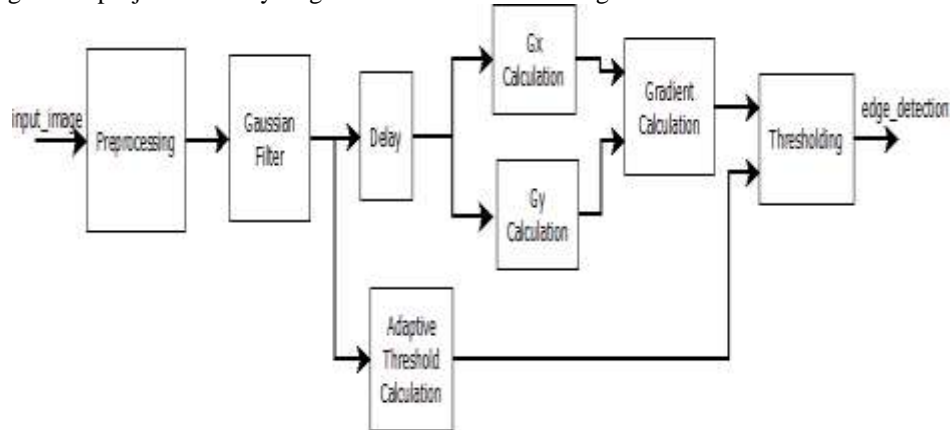 input_image
Preprocessing
Gaussian
Filter
Delay
Gx
Calculation
Gy
Calculation
Gradient
Calculation
Adaptive
Threshold
Calculation
Thresholding
edge_detection